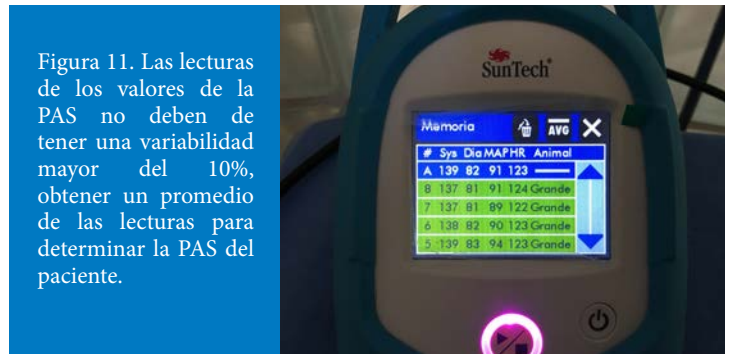 Figura 11. Las lecturas
de los valores de la
PAS no deben de
tener una variabilidad
mayor del 10%,
obtener un promedio
de las lecturas para
determinar la PAS del
paciente.
SunTech®
Memoria AVG
# Sys Dia MAP HR Animal
A 139 82 91 123
8 137 81 91 124 Grande
7 137 81 89 122 Grande
6 138 82 90 123 Grande
5 139 83 94 123 Grande